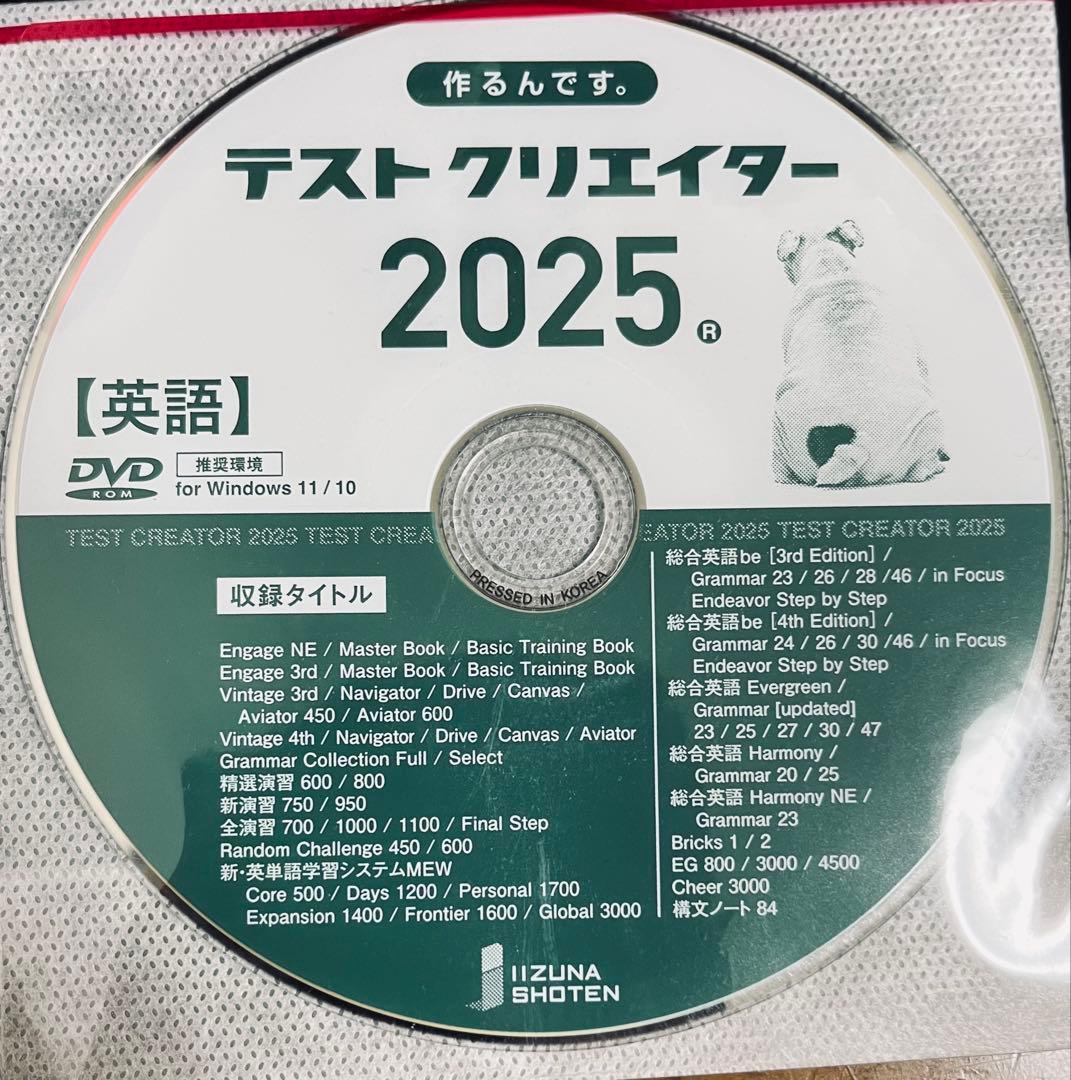 作るんです。
テストクリエイター
2025®
【英語】
DVD
ROM
推奨環境
for Windows 11 / 10
TEST CREATOR 2025 TEST CREA
EATOR 2025 TEST CREATOR 2025
PRESSED IN KOREA
収録タイトル
Engage NE / Master Book / Basic Training Book
Engage 3rd / Master Book / Basic Training Book
Vintage 3rd / Navigator / Drive / Canvas /
Aviator 450 / Aviator 600
Vintage 4th / Navigator / Drive / Canvas / Aviator
Grammar Collection Full / Select
精選演習 600 / 800
新演習 750 / 950
全演習 700 / 1000 / 1100 / Final Step
Random Challenge 450 / 600
新・英単語学習システムMEW
Core 500 / Days 1200 / Personal 1700
Expansion 1400 / Frontier 1600 / Global 3000
総合英語be［3rd Edition］/
Grammar 23 / 26 / 28 /46 / in Focus
Endeavor Step by Step
総合英語be［4th Edition］/
Grammar 24 / 26 / 30 /46 / in Focus
Endeavor Step by Step
総合英語 Evergreen /
Grammar [updated]
23 / 25 / 27 / 30 / 47
総合英語 Harmony /
Grammar 20 / 25
総合英語 Harmony NE /
Grammar 23
Bricks 1 / 2
EG 800 / 3000 / 4500
Cheer 3000
構文ノート 84
IIZUNA
SHOTEN